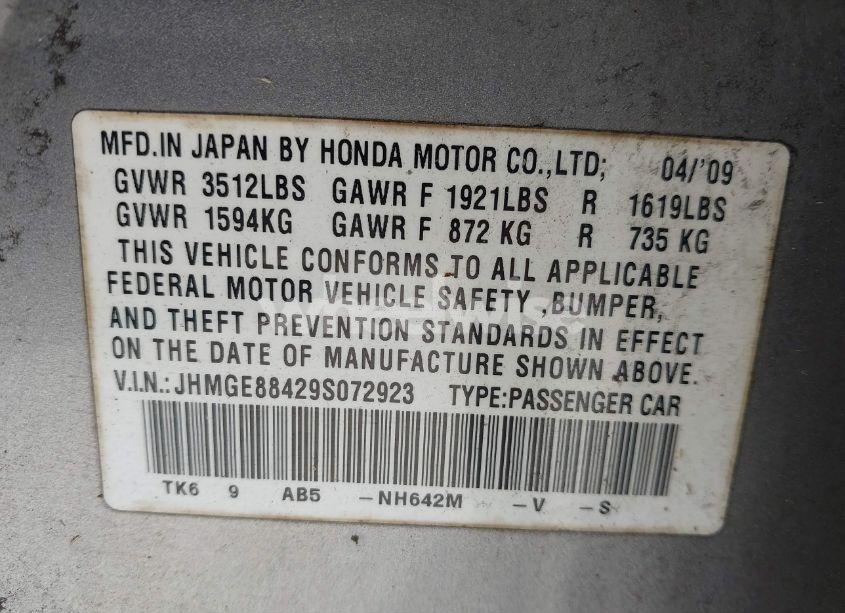 MFD.IN JAPAN BY HONDA MOTOR CO.,LTD; 04/'09
GVWR 3512LBS GAWR F 1921LBS R 1619LBS
GVWR 1594KG GAWR F 872 KG R 735 KG
THIS VEHICLE CONFORMS TO ALL APPLICABLE
FEDERAL MOTOR VEHICLE SAFETY ,BUMPER,
AND THEFT PREVENTION STANDARDS IN EFFECT
ON THE DATE OF MANUFACTURE SHOWN ABOVE.
V.I.N.: JHMGE88429S072923 TYPE:PASSENGER CAR
TK6 9 AB5 -NH642M -V -S